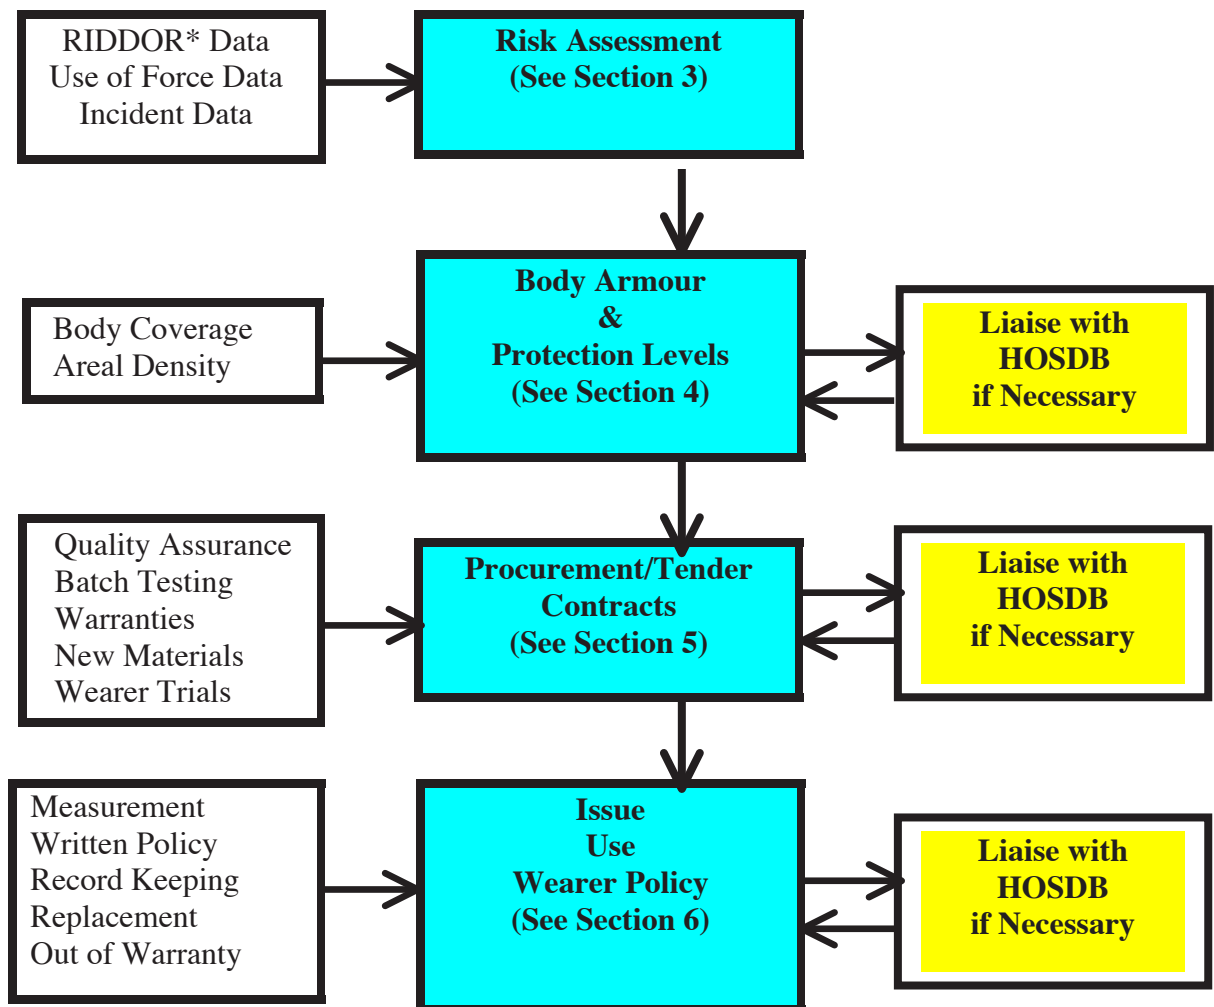 RIDDOR* Data
Use of Force Data
Incident Data
Risk Assessment
(See Section 3)
Body Coverage
Areal Density
Body Armour
&
Protection Levels
(See Section 4)
Liaise with
HOSDB
if Necessary
Quality Assurance
Batch Testing
Warranties
New Materials
Wearer Trials
Procurement/Tender
Contracts
(See Section 5)
Liaise with
HOSDB
if Necessary
Measurement
Written Policy
Record Keeping
Replacement
Out of Warranty
Issue
Use
Wearer Policy
(See Section 6)
Liaise with
HOSDB
if Necessary